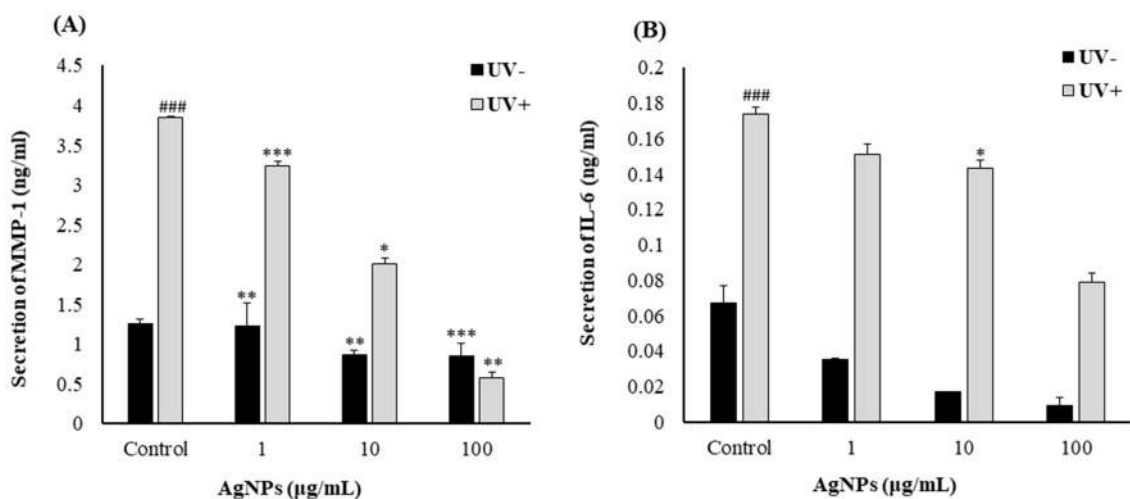 (A)
Secretion of MMP-1 (ng/ml)
4.5
4
3.5
3
2.5
2
1.5
1
0.5
0
UV-
UV+
###
**
***
**
*
***
**
Control 1 10 100
AgNPs (µg/mL)
(B)
Secretion of IL-6 (ng/ml)
0.2
0.18
0.16
0.14
0.12
0.1
0.08
0.06
0.04
0.02
0
UV-
UV+
###
*
Control 1 10 100
AgNPs (µg/mL)